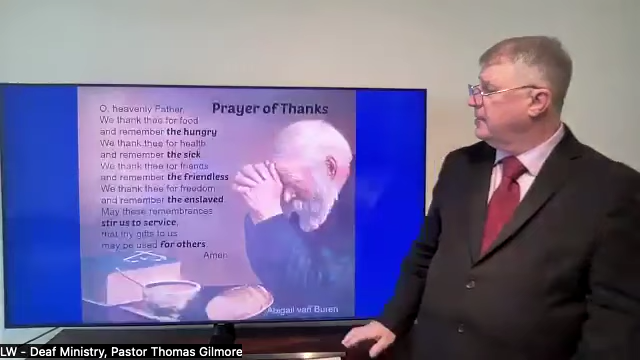 Prayer of Thanks
O, heavenly Father,
We thank thee for food
and remember the hungry
We thank thee for health
and remember the sick
We thank thee for friends
and remember the friendless
We thank thee for freedom
and remember the enslaved
May these remembrances
stir us to service,
that thy gifts to us
may be used for others
Amen
Abigail van Buren
LW - Deaf Ministry, Pastor Thomas Gilmore